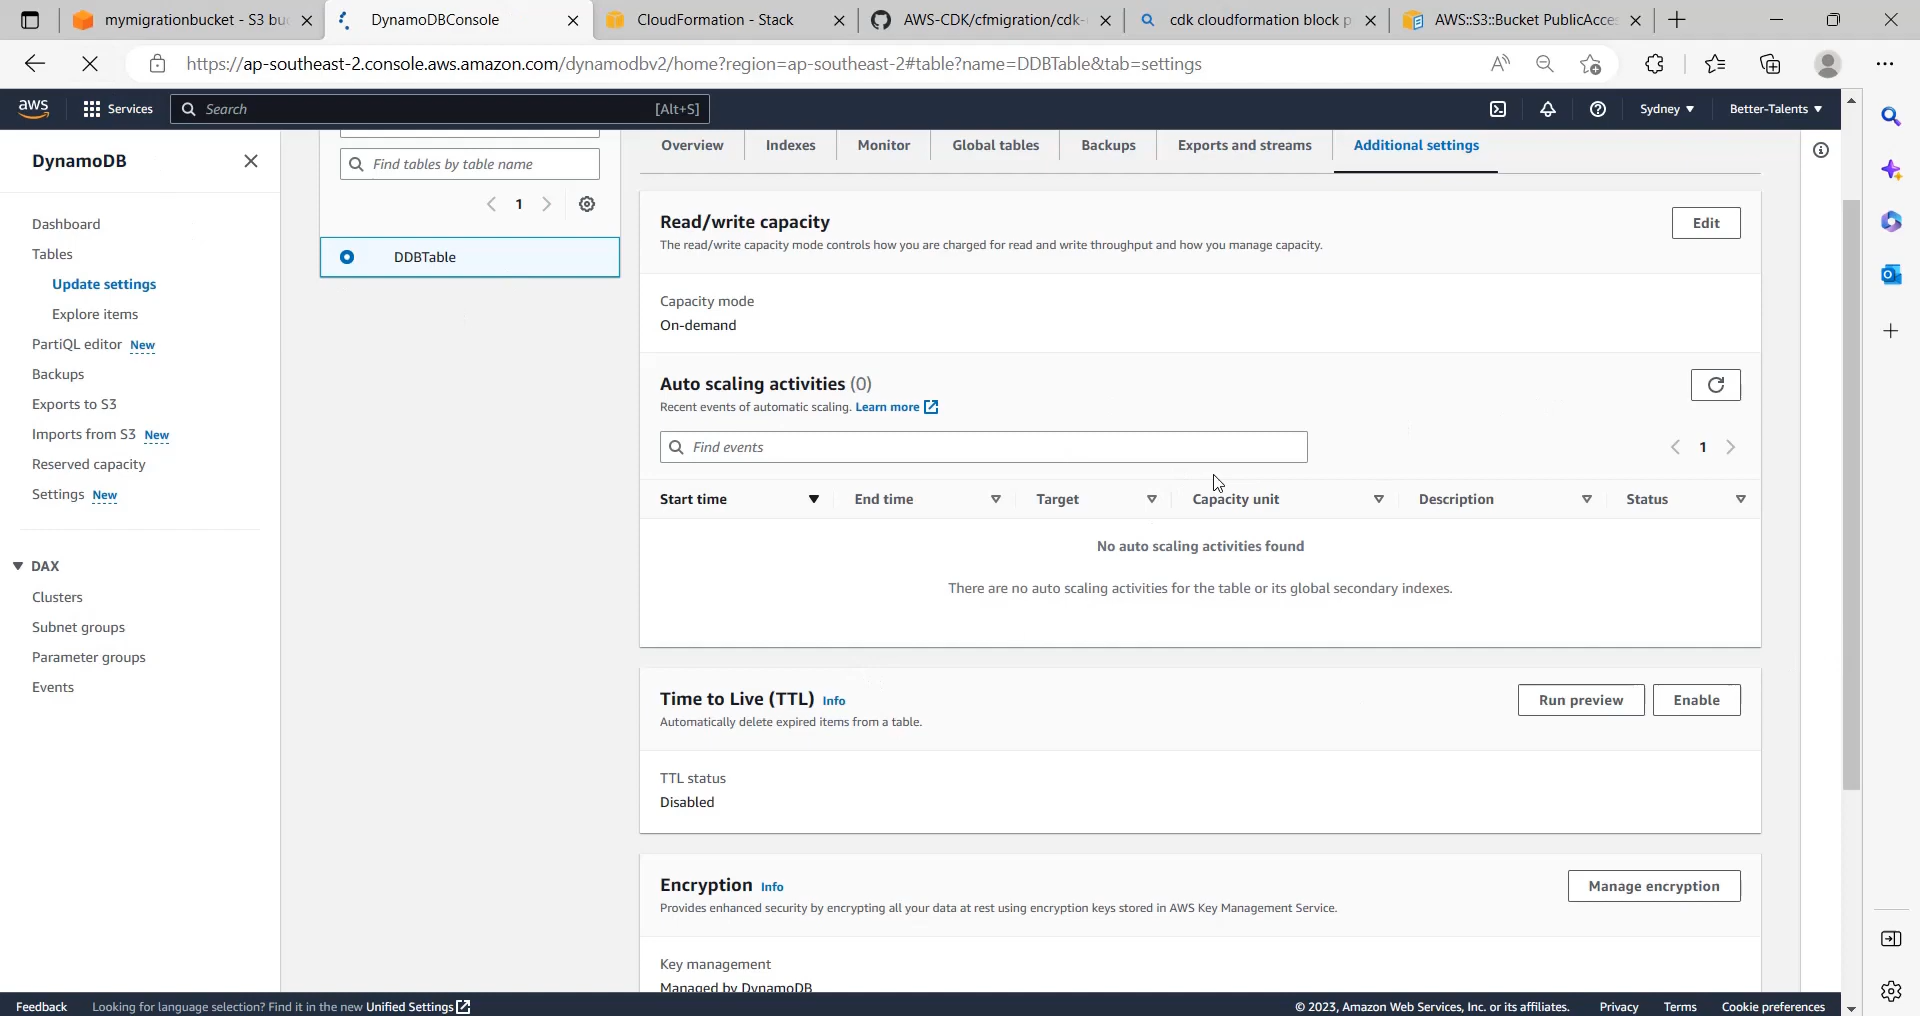 mymigrationbucket - S3 bu
DynamoDBConsole
CloudFormation - Stack
AWS-CDK/cfmigration/cdk-
cdk cloudformation block p
AWS::S3::Bucket PublicAcce
https://ap-southeast-2.console.aws.amazon.com/dynamodbv2/home?region=ap-southeast-2#table?name=DDBTable&tab=settings
aws
Services
Search
[Alt+S]
Sydney
Better-Talents
DynamoDB
Dashboard
Tables
Update settings
Explore items
PartiQL editor New
Backups
Exports to S3
Imports from S3 New
Reserved capacity
Settings New
DAX
Clusters
Subnet groups
Parameter groups
Events
Find tables by table name
1
DDBTable
Overview
Indexes
Monitor
Global tables
Backups
Exports and streams
Additional settings
Read/write capacity
Edit
The read/write capacity mode controls how you are charged for read and write throughput and how you manage capacity.
Capacity mode
On-demand
Auto scaling activities (0)
Recent events of automatic scaling. Learn more
Find events
1
Start time
End time
Target
Capacity unit
Description
Status
No auto scaling activities found
There are no auto scaling activities for the table or its global secondary indexes.
Time to Live (TTL) Info
Run preview
Enable
Automatically delete expired items from a table.
TTL status
Disabled
Encryption Info
Manage encryption
Provides enhanced security by encrypting all your data at rest using encryption keys stored in AWS Key Management Service.
Key management
Managed by DynamoDB
Feedback
Looking for language selection? Find it in the new Unified Settings
© 2023, Amazon Web Services, Inc. or its affiliates.
Privacy
Terms
Cookie preferences